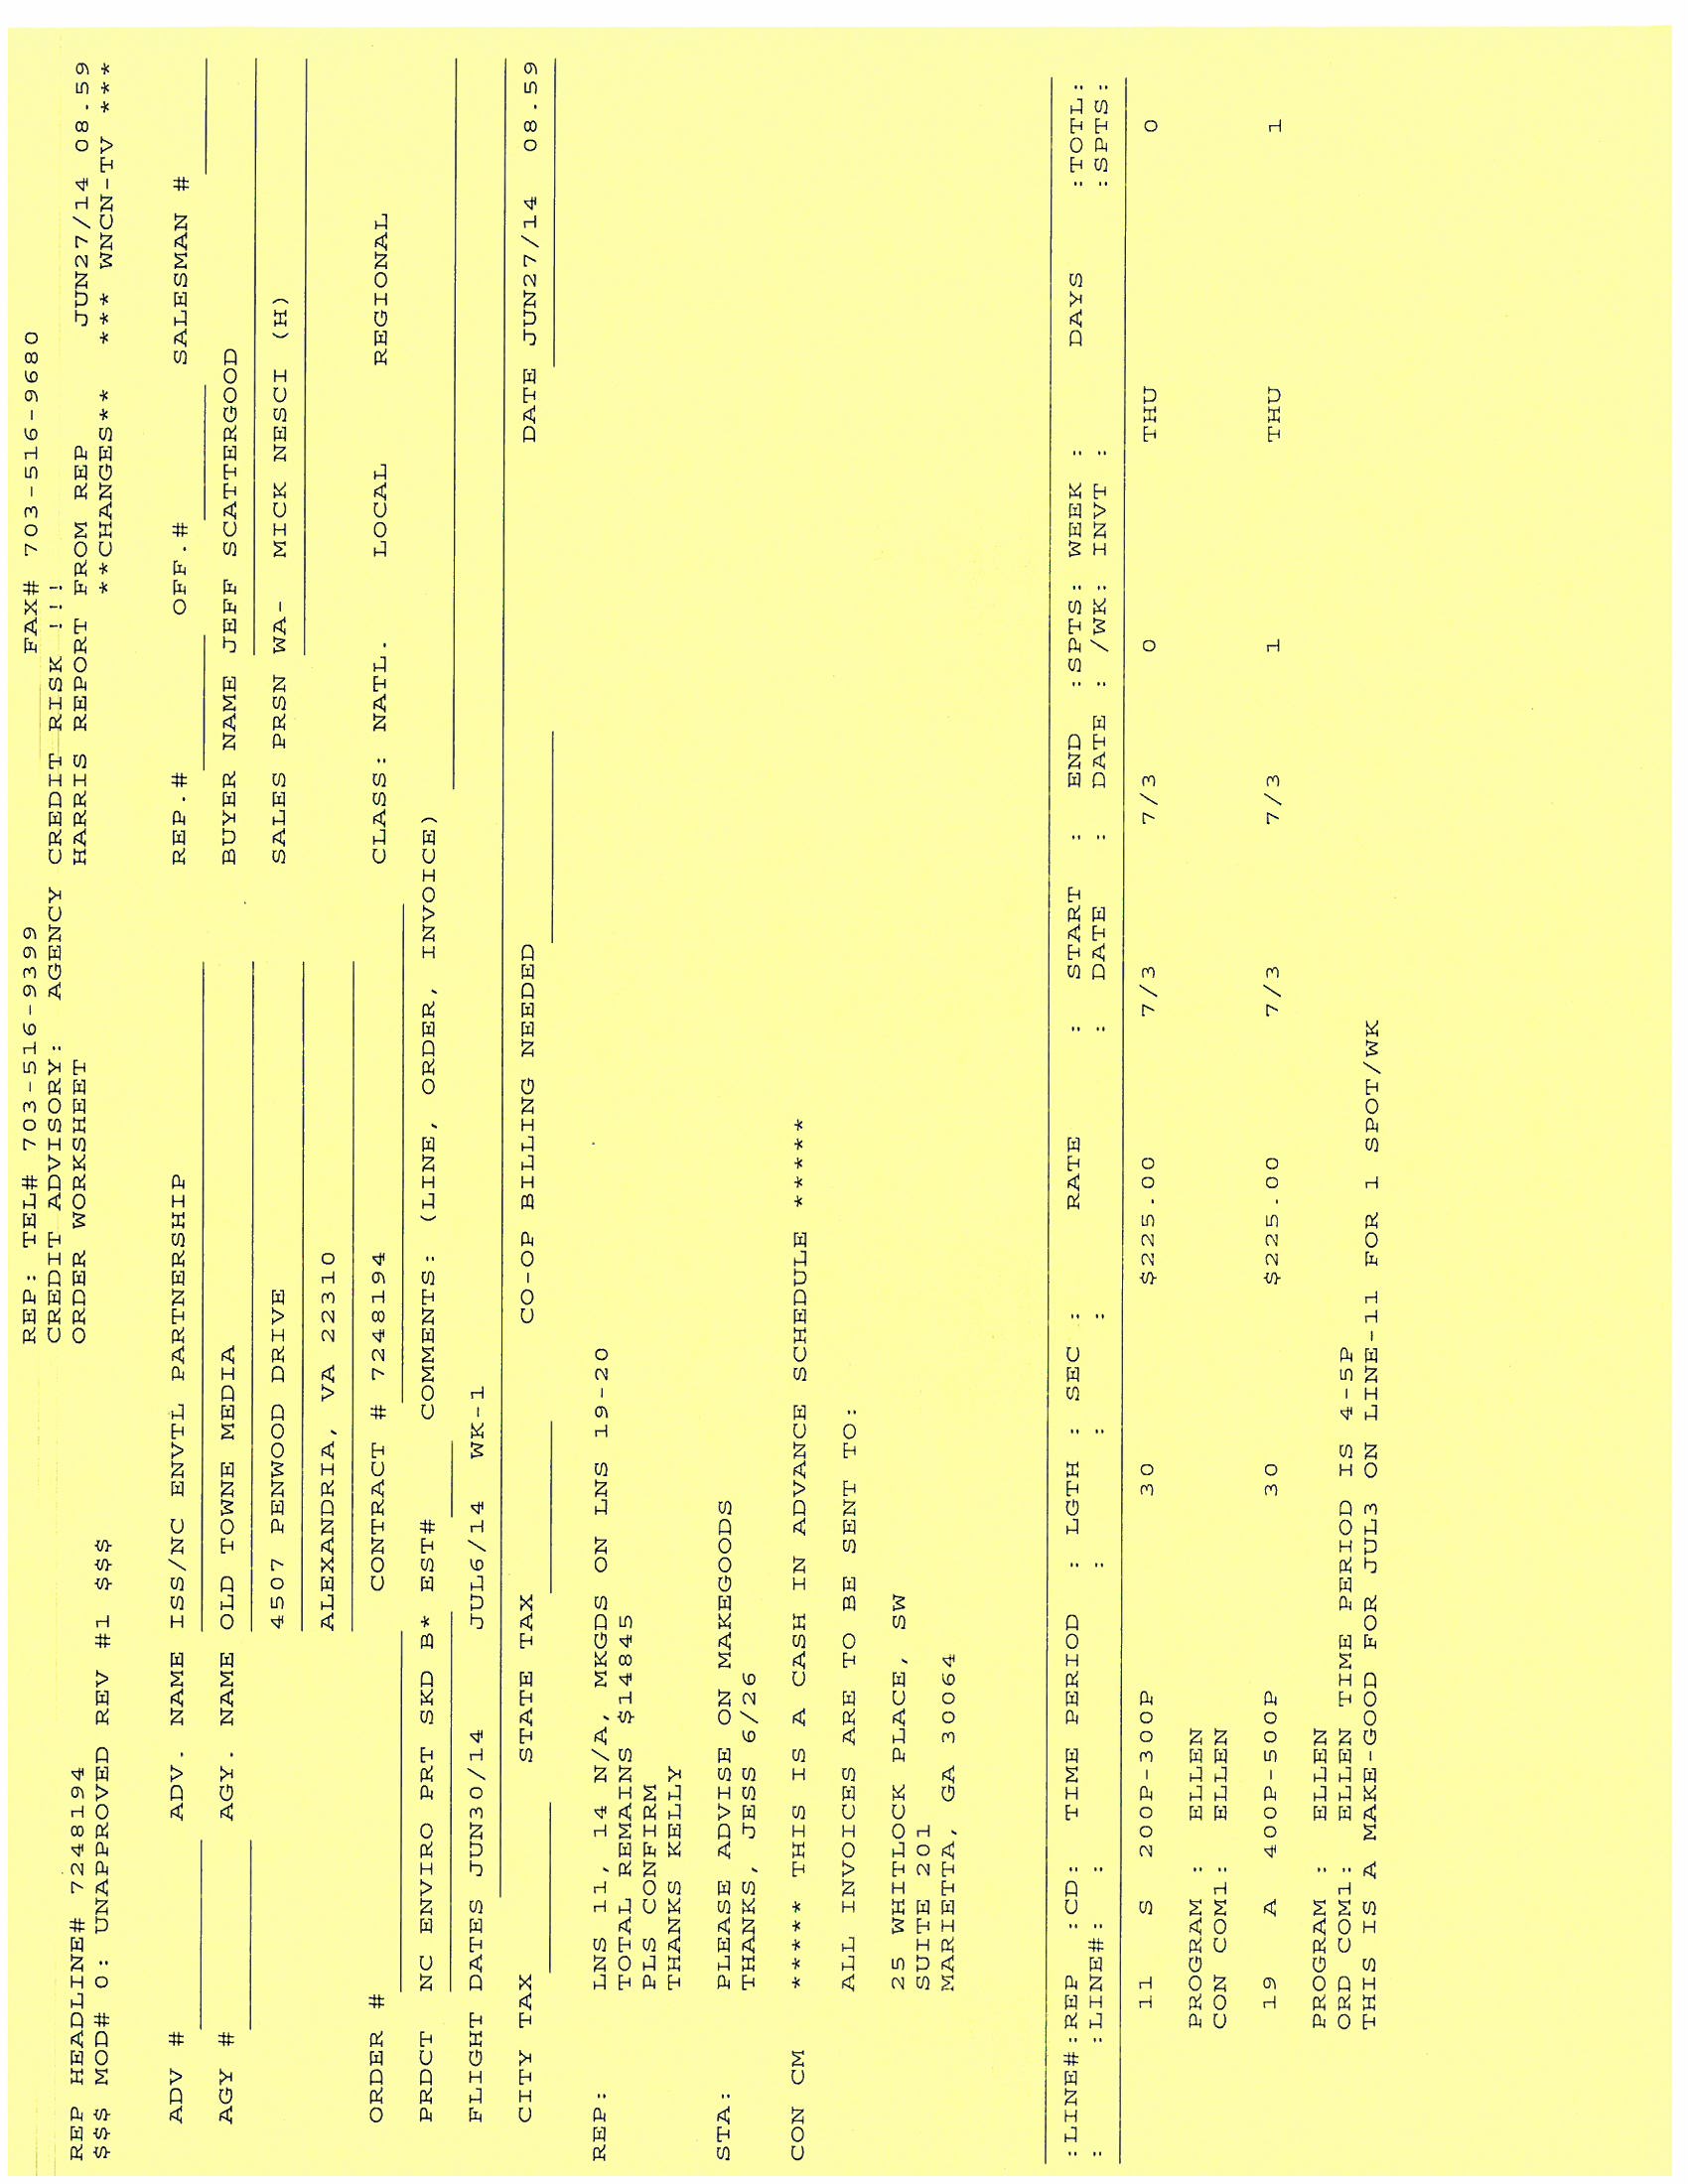 REP: TEL# 703-516-9399 FAX# 703-516-9680
CREDIT ADVISORY: AGENCY CREDIT RISK !!!
REP HEADLINE# 7248194 ORDER WORKSHEET HARRIS REPORT FROM REP JUN27/14 08.59
$$$ MOD# 0: UNAPPROVED REV #1 $$$ **CHANGES** *** WNCN-TV ***
ADV # ADV. NAME ISS/NC ENVTL PARTNERSHIP REP.# OFF.# SALESMAN #
AGY # AGY. NAME OLD TOWNE MEDIA BUYER NAME JEFF SCATTERGOOD
4507 PENWOOD DRIVE SALES PRSN WA- MICK NESCI (H)
ALEXANDRIA, VA 22310
ORDER # CONTRACT # 7248194 CLASS: NATL. LOCAL REGIONAL
PRDCT NC ENVIRO PRT SKD B* EST# COMMENTS: (LINE, ORDER, INVOICE)
FLIGHT DATES JUN30/14 JUL6/14 WK-1
CITY TAX STATE TAX CO-OP BILLING NEEDED DATE JUN27/14 08.59
REP: LNS 11, 14 N/A, MKGDS ON LNS 19-20
TOTAL REMAINS $14845
PLS CONFIRM
THANKS KELLY
STA: PLEASE ADVISE ON MAKEGOODS
THANKS, JESS 6/26
CON CM ***** THIS IS A CASH IN ADVANCE SCHEDULE *****
ALL INVOICES ARE TO BE SENT TO:
25 WHITLOCK PLACE, SW
SUITE 201
MARIETTA, GA 30064
:LINE#:REP :CD: TIME PERIOD : LGTH : SEC : RATE : START : END :SPTS: WEEK : DAYS :TOTL:
: :LINE#: : : : : DATE : DATE : /WK: INVT : :SPTS:
11 S 200P-300P 30 $225.00 7/3 7/3 0 THU 0
PROGRAM : ELLEN
CON COM1: ELLEN
19 A 400P-500P 30 $225.00 7/3 7/3 1 THU 1
PROGRAM : ELLEN
ORD COM1: ELLEN TIME PERIOD IS 4-5P
THIS IS A MAKE-GOOD FOR JUL3 ON LINE-11 FOR 1 SPOT/WK